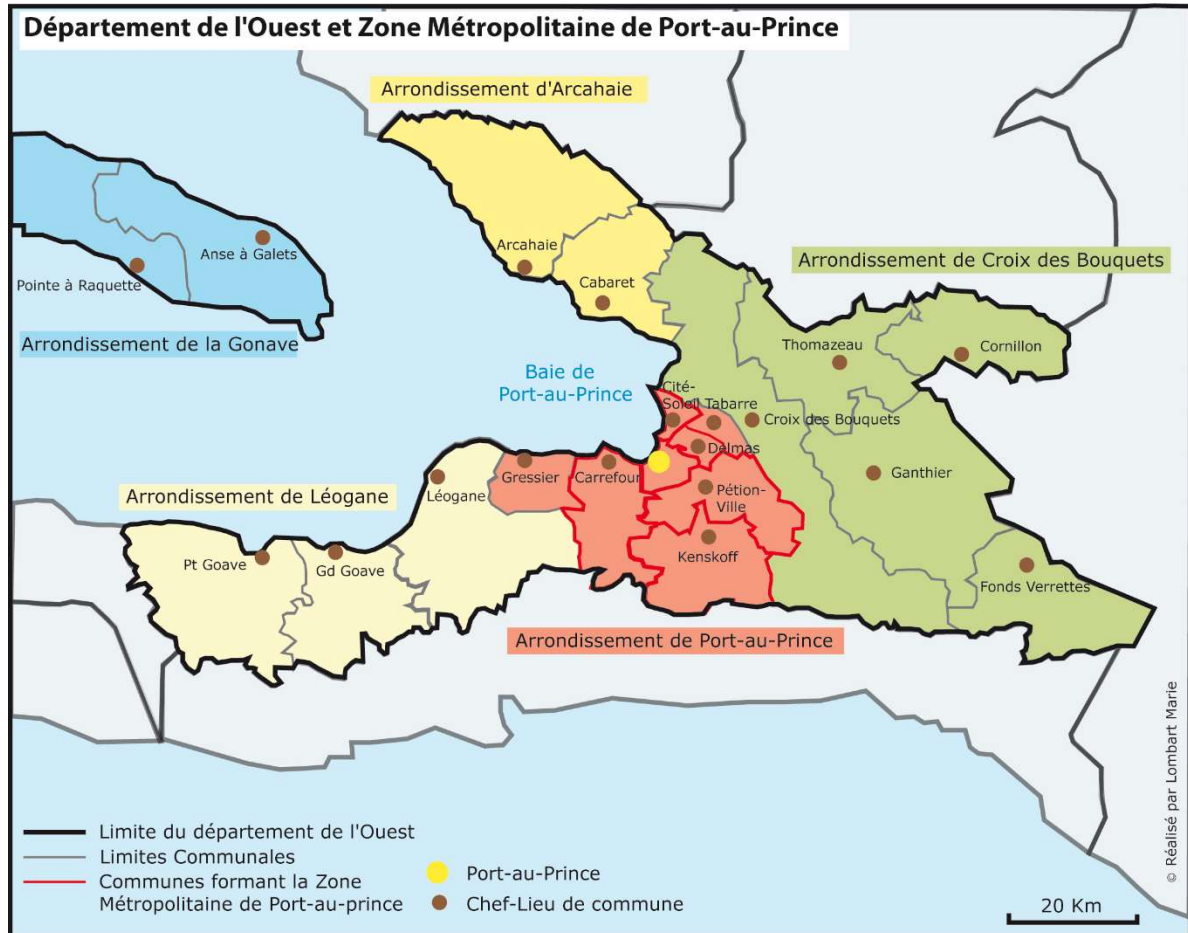 Département de l'Ouest et Zone Métropolitaine de Port-au-Prince
Arrondissement d'Arcahaie
Arcahaie
Cabaret
Anse à Galets
Pointe à Raquette
Arrondissement de la Gonave
Arrondissement de Croix des Bouquets
Thomazeau
Cornillon
Baie de
Port-au-Prince
Cité-
Soleil
Tabarre
Croix des Bouquets
Delmas
Ganthier
Arrondissement de Léogane
Léogane
Gressier
Carrefour
Pétion-
Ville
Pt Goave
Gd Goave
Kenskoff
Fonds Verrettes
Arrondissement de Port-au-Prince
Limite du département de l'Ouest
Limites Communales
Communes formant la Zone
Métropolitaine de Port-au-prince
Port-au-Prince
Chef-Lieu de commune
20 Km
© Réalisé par Lombart Marie